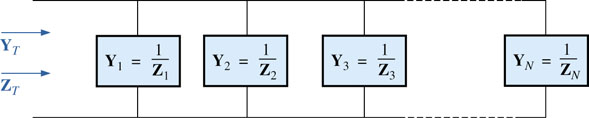 Y_T
Z_T
Y_1 = 1/Z_1
Y_2 = 1/Z_2
Y_3 = 1/Z_3
Y_N = 1/Z_N